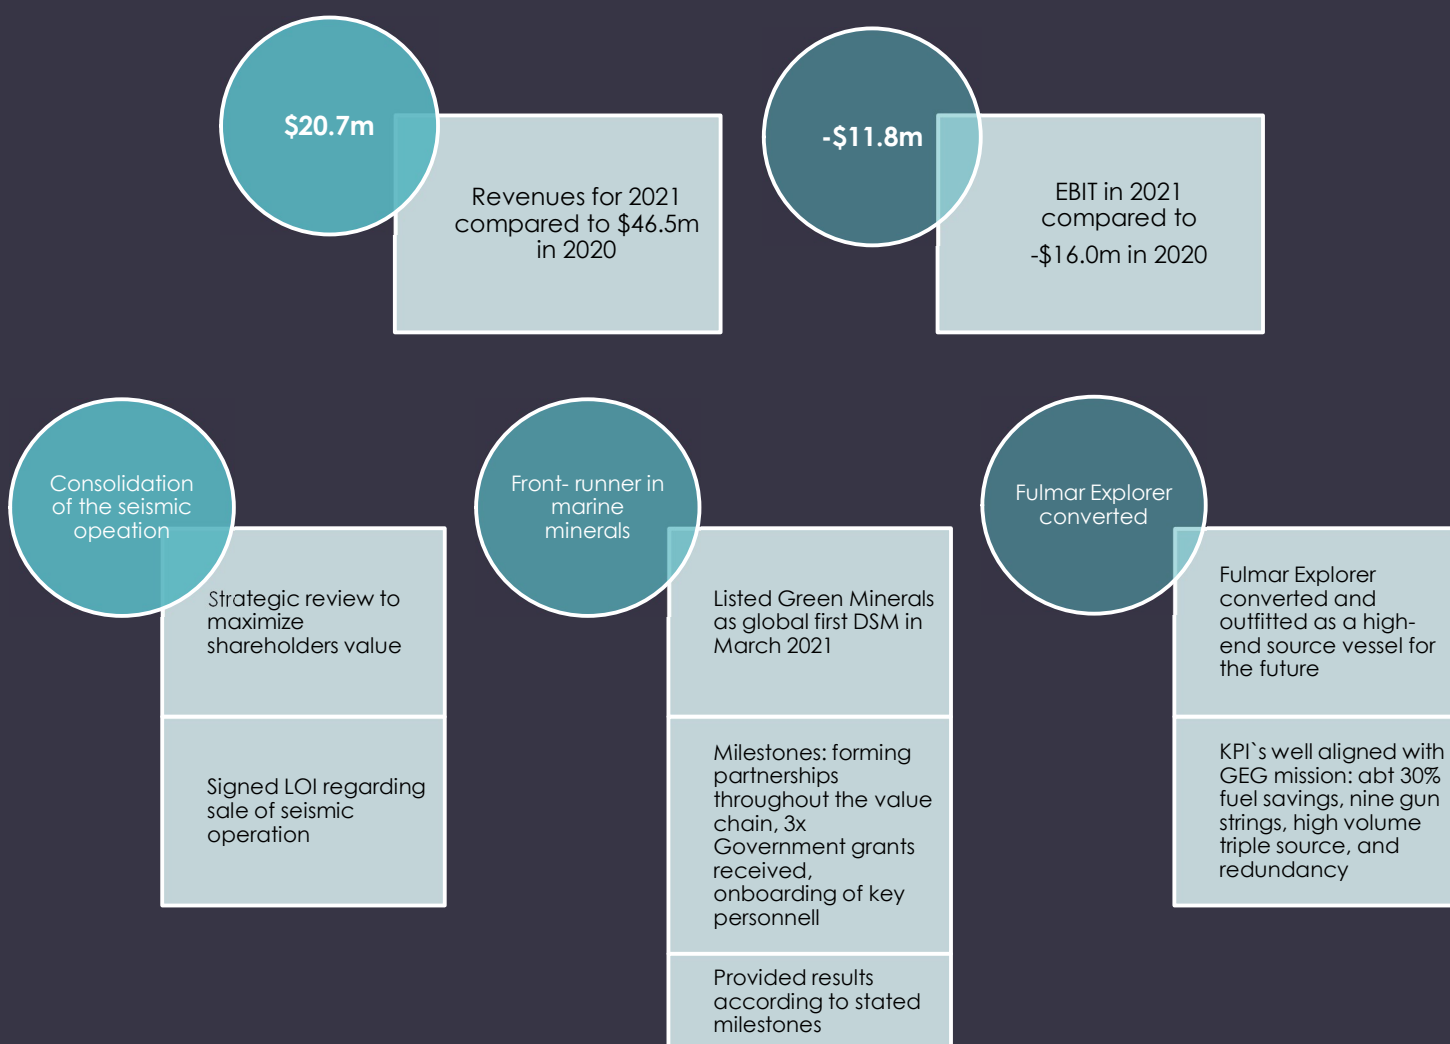 $20.7m
Revenues for 2021
compared to $46.5m
in 2020
-$11.8m
EBIT in 2021
compared to
-$16.0m in 2020
Consolidation
of the seismic
opeation
Strategic review to
maximize
shareholders value
Signed LOI regarding
sale of seismic
operation
Front- runner in
marine
minerals
Listed Green Minerals
as global first DSM in
March 2021
Milestones: forming
partnerships
throughout the value
chain, 3x
Government grants
received,
onboarding of key
personnell
Provided results
according to stated
milestones
Fulmar Explorer
converted
Fulmar Explorer
converted and
outfitted as a high-
end source vessel for
the future
KPI`s well aligned with
GEG mission: abt 30%
fuel savings, nine gun
strings, high volume
triple source, and
redundancy